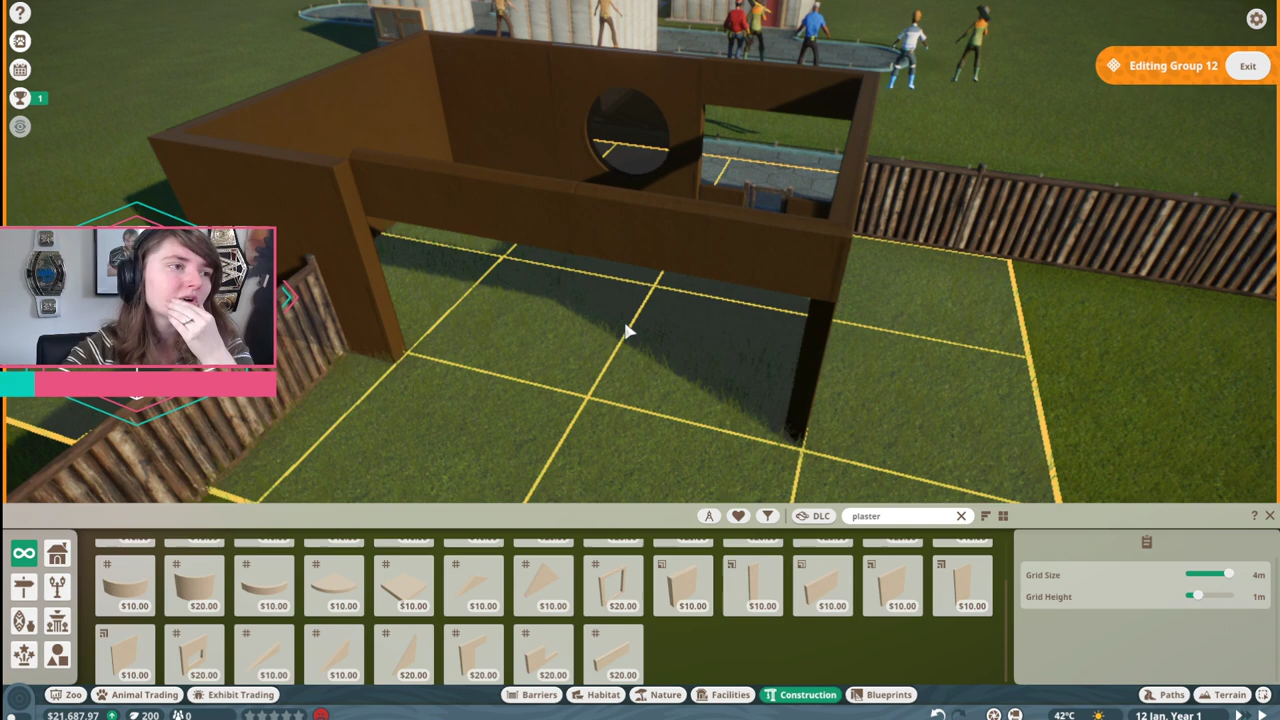 ?
Editing Group 12
Exit
1
DLC
plaster
?
$10.00 $20.00 $10.00 $10.00 $10.00 $10.00 $10.00 $20.00 $10.00 $10.00 $10.00 $10.00 $10.00
$10.00 $20.00 $10.00 $10.00 $20.00 $10.00 $20.00 $20.00
Grid Size 4m
Grid Height 1m
Zoo Animal Trading Exhibit Trading Barriers Habitat Nature Facilities Construction Blueprints Paths Terrain
$21,687.97 200 0 42°C 12 Jan, Year 1